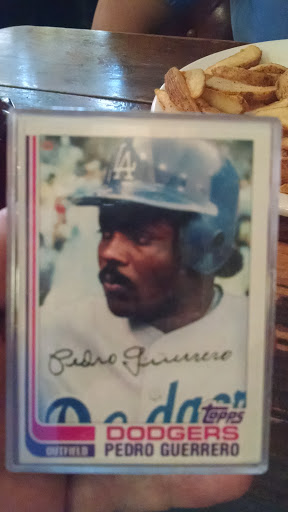 LA
Pedro Guerrero
Dodgers
Topps
DODGERS
OUTFIELD PEDRO GUERRERO